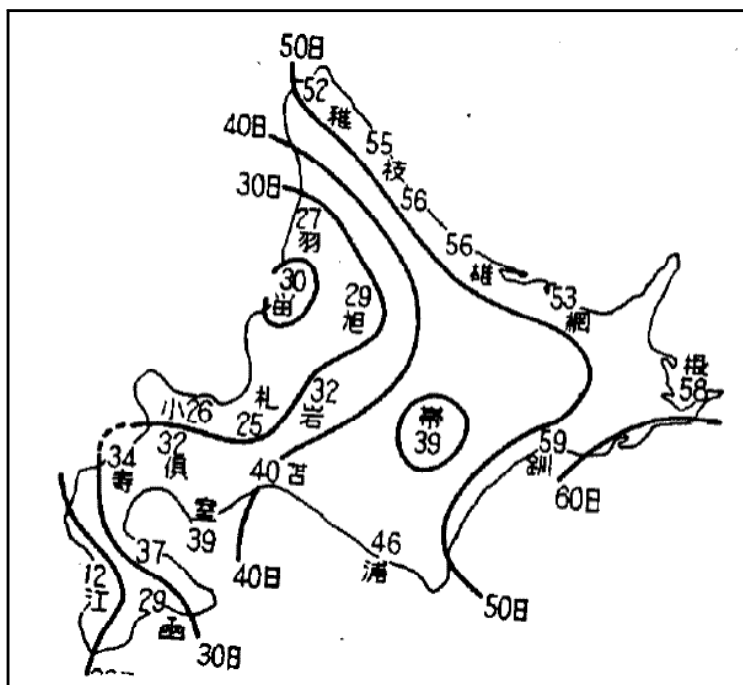 50日
52
稚
40日
55
枝
30日
56
27
羽
56
雄
30
留
29
旭
53
網
根
58
32
岩
札
25
小 26
帯
39
32
倶
34
寿
59
釧
40 苫
60日
室
39
46
浦
37
40日
50日
12
江
29
函
30日